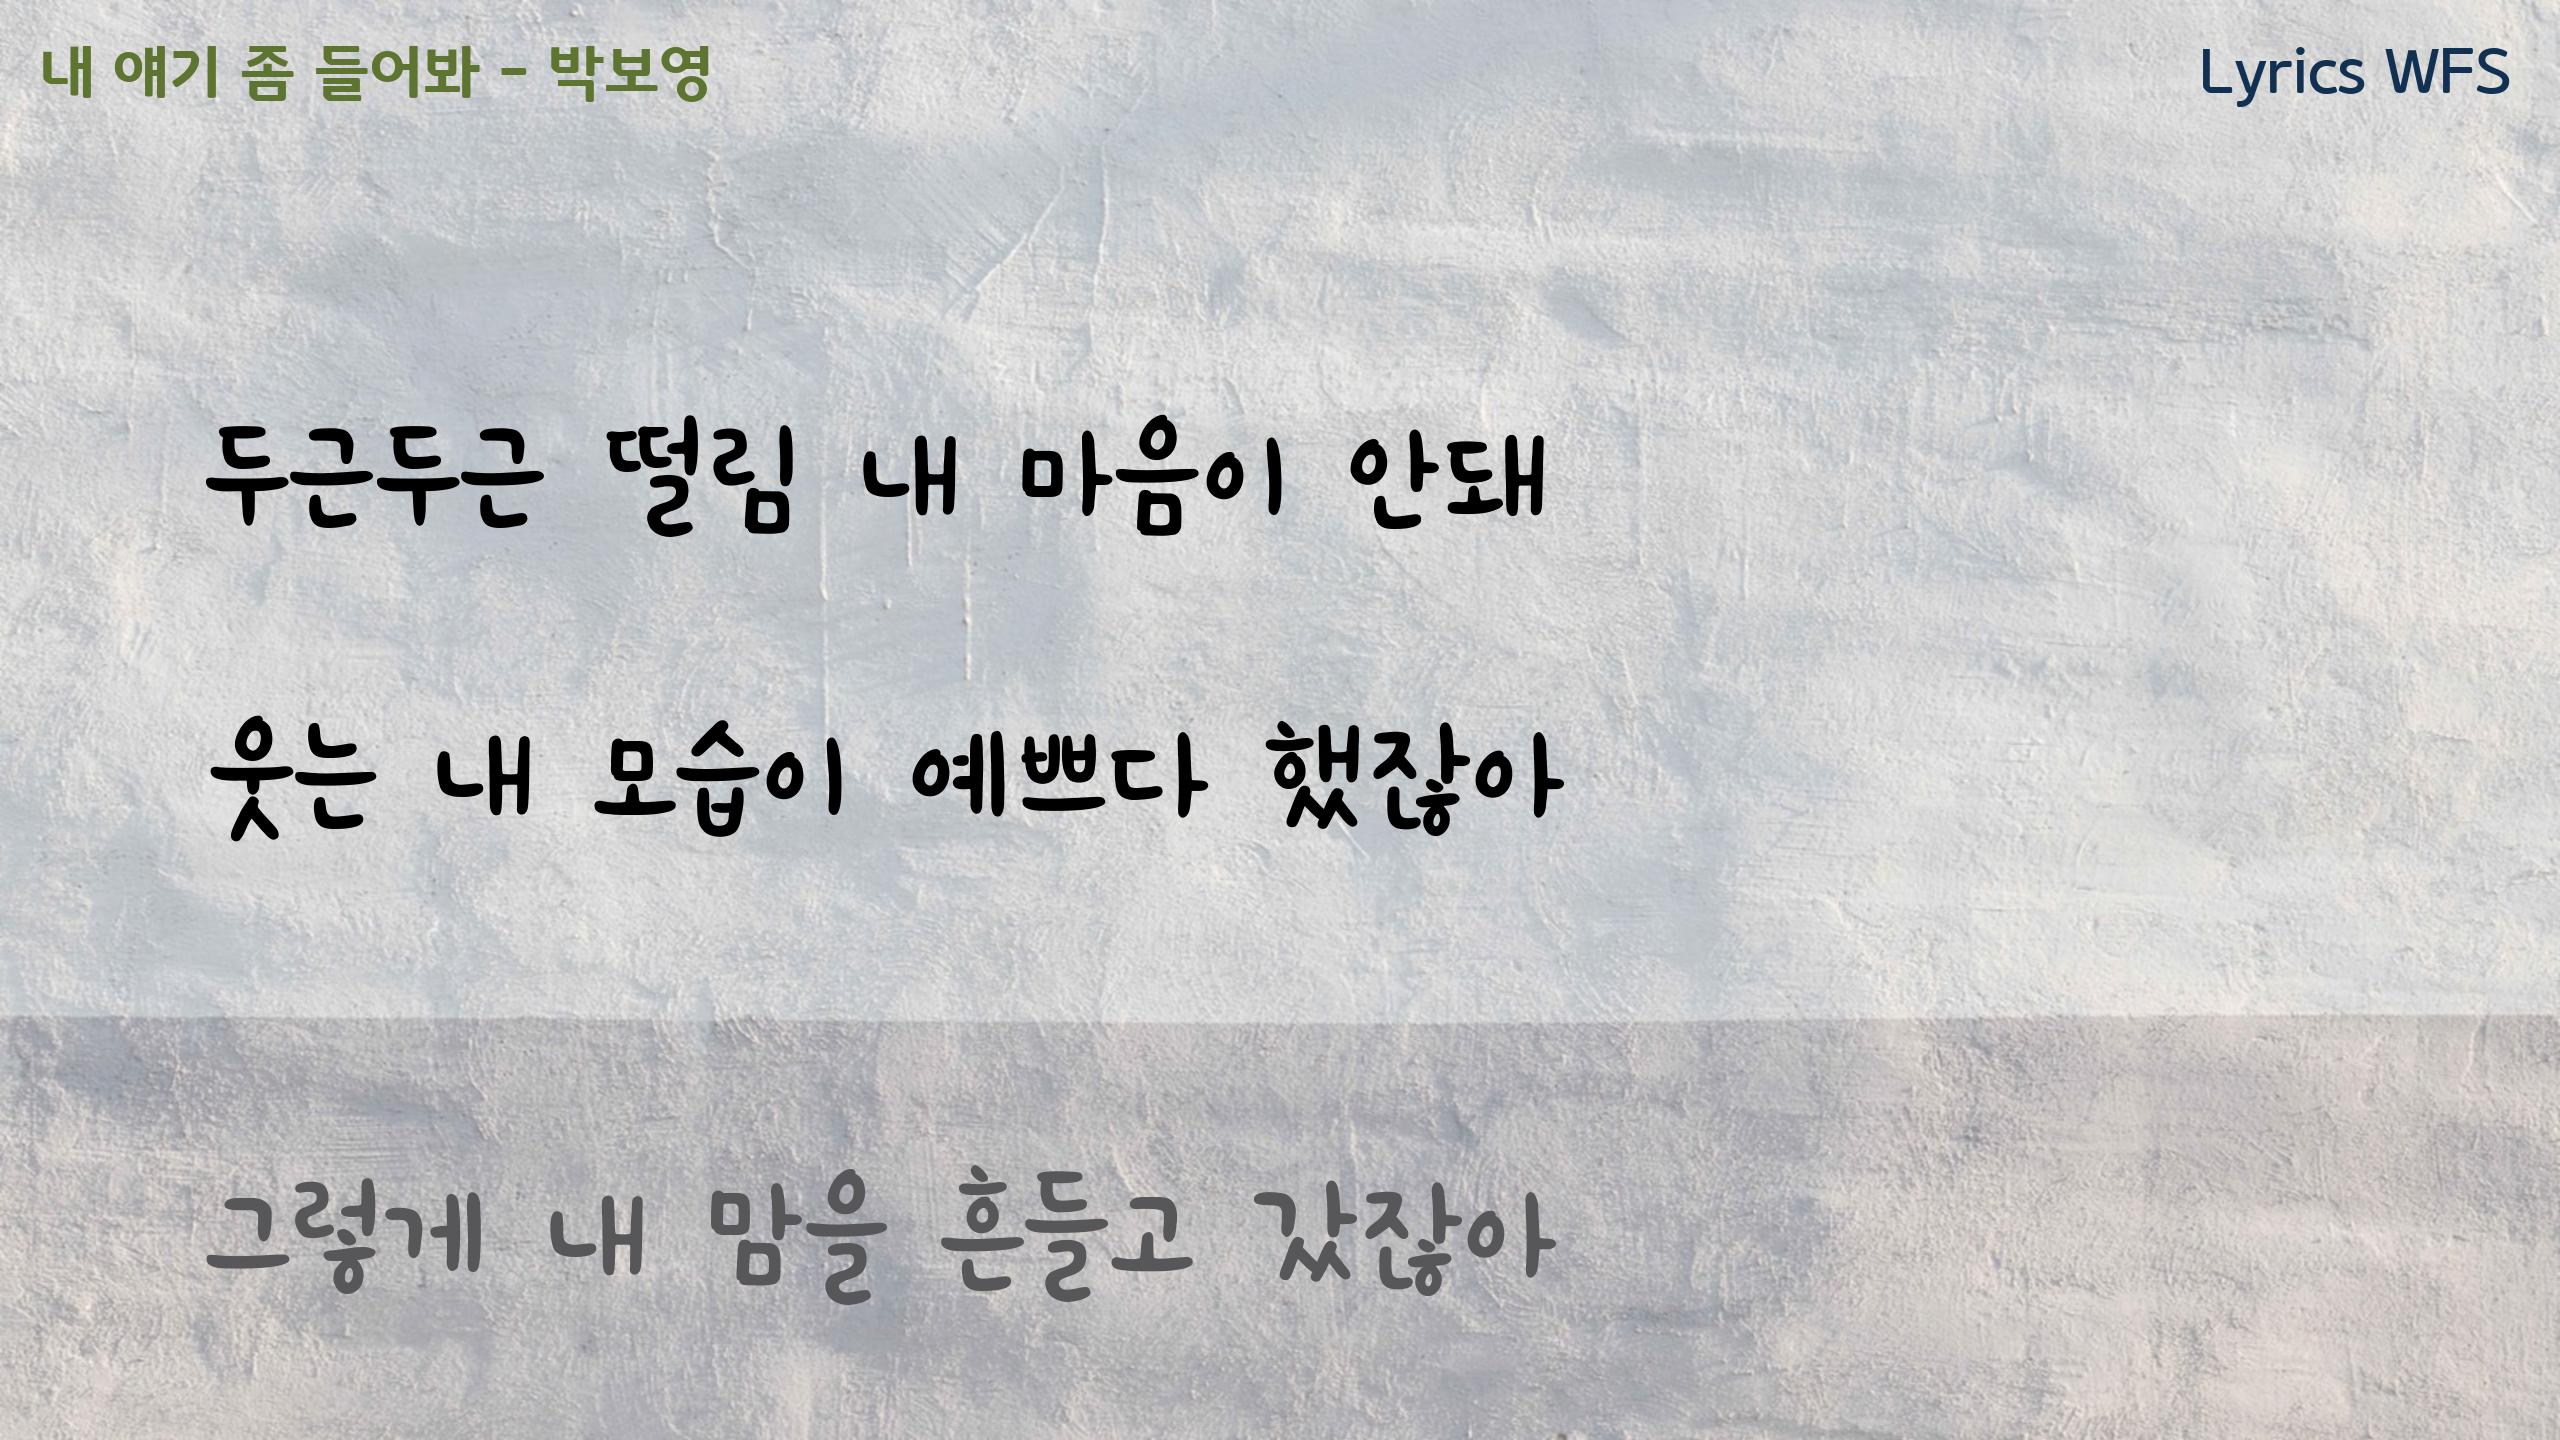 내 얘기 좀 들어봐 - 박보영
Lyrics WFS
두근두근 떨림 내 마음이 안돼
웃는 내 모습이 예쁘다 했잖아
그렇게 내 맘을 흔들고 갔잖아